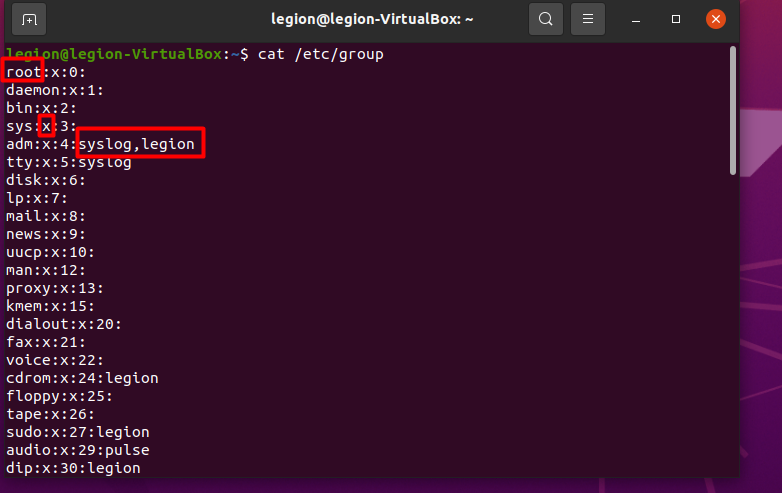 legion@legion-VirtualBox: ~
legion@legion-VirtualBox:~$ cat /etc/group
root:x:0:
daemon:x:1:
bin:x:2:
sys:x:3:
adm:x:4:syslog,legion
tty:x:5:syslog
disk:x:6:
lp:x:7:
mail:x:8:
news:x:9:
uucp:x:10:
man:x:12:
proxy:x:13:
kmem:x:15:
dialout:x:20:
fax:x:21:
voice:x:22:
cdrom:x:24:legion
floppy:x:25:
tape:x:26:
sudo:x:27:legion
audio:x:29:pulse
dip:x:30:legion